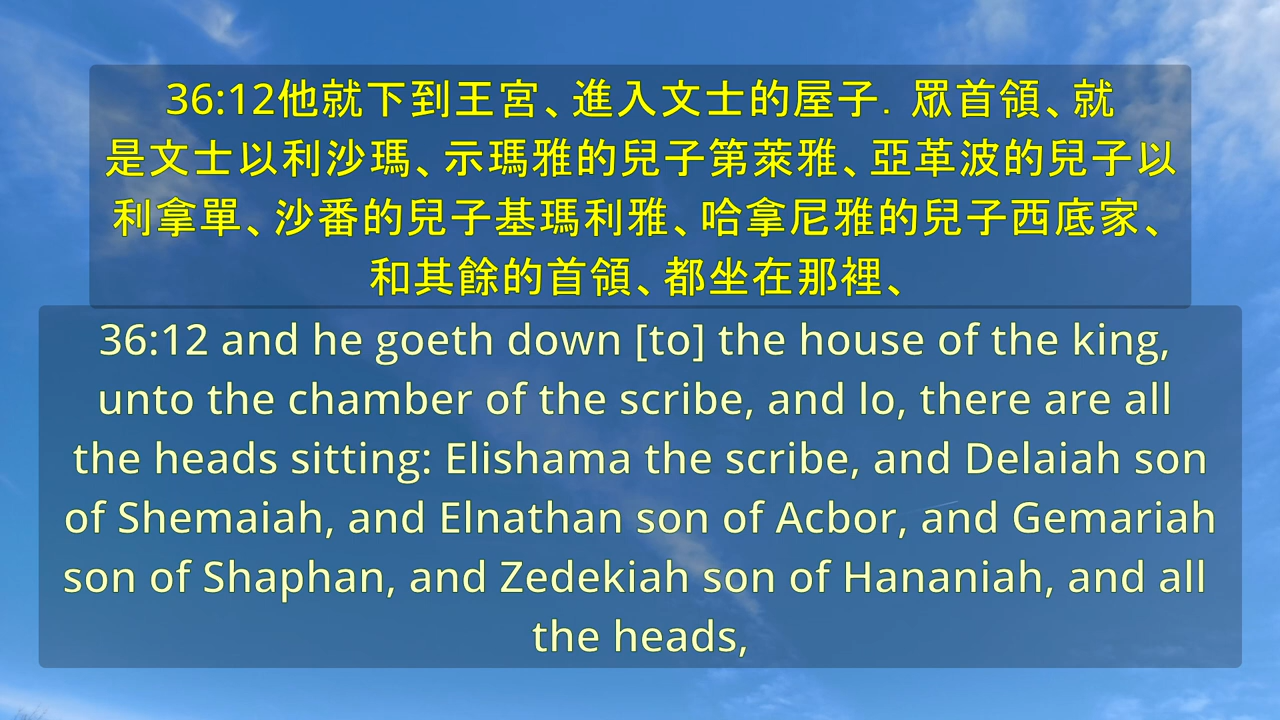 36:12他就下到王宮、進入文士的屋子．眾首領、就
是文士以利沙瑪、示瑪雅的兒子第萊雅、亞革波的兒子以
利拿單、沙番的兒子基瑪利雅、哈拿尼雅的兒子西底家、
和其餘的首領、都坐在那裡、
36:12 and he goeth down [to] the house of the king,
unto the chamber of the scribe, and lo, there are all
the heads sitting: Elishama the scribe, and Delaiah son
of Shemaiah, and Elnathan son of Acbor, and Gemariah
son of Shaphan, and Zedekiah son of Hananiah, and all
the heads,